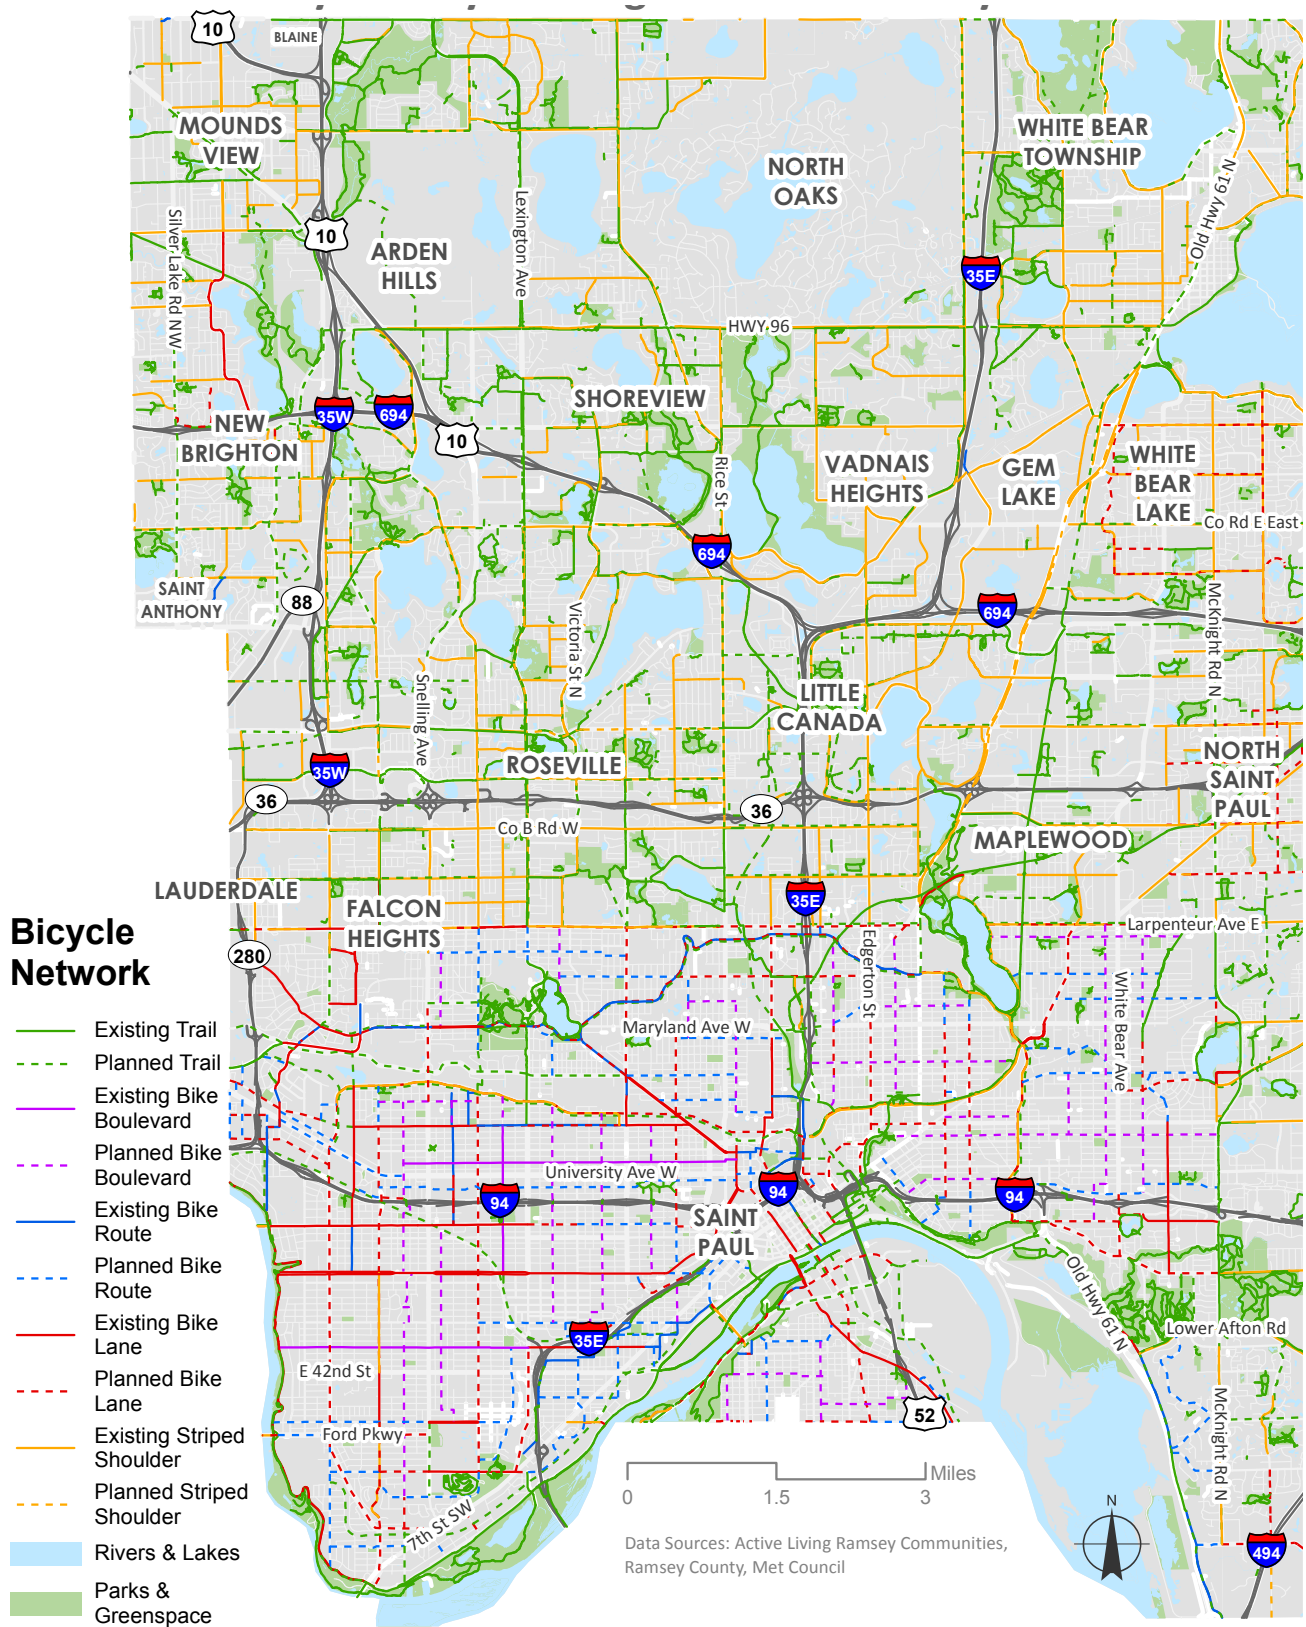 10
BLAINE
MOUNDS
VIEW
WHITE BEAR
TOWNSHIP
NORTH
OAKS
Old Hwy 61 N
Silver Lake Rd NW
10
Lexington Ave
ARDEN
HILLS
35E
HWY 96
SHOREVIEW
35W
694
NEW
BRIGHTON
10
Rice St
VADNAIS
HEIGHTS
GEM
LAKE
WHITE
BEAR
LAKE
Co Rd E East
694
SAINT
ANTHONY
88
694
McKnight Rd N
Victoria St N
Snelling Ave
LITTLE
CANADA
ROSEVILLE
35W
NORTH
SAINT
PAUL
36
36
Co B Rd W
MAPLEWOOD
LAUDERDALE
35E
FALCON
HEIGHTS
Larpenteur Ave E
280
Edgerton St
White Bear Ave
Maryland Ave W
University Ave W
94
94
94
SAINT
PAUL
Old Hwy 61 N
35E
Lower Afton Rd
E 42nd St
52
McKnight Rd N
Ford Pkwy
7th St SW
494
Bicycle
Network
Existing Trail
Planned Trail
Existing Bike
Boulevard
Planned Bike
Boulevard
Existing Bike
Route
Planned Bike
Route
Existing Bike
Lane
Planned Bike
Lane
Existing Striped
Shoulder
Planned Striped
Shoulder
Rivers & Lakes
Parks &
Greenspace
Miles
0 1.5 3
N
Data Sources: Active Living Ramsey Communities,
Ramsey County, Met Council